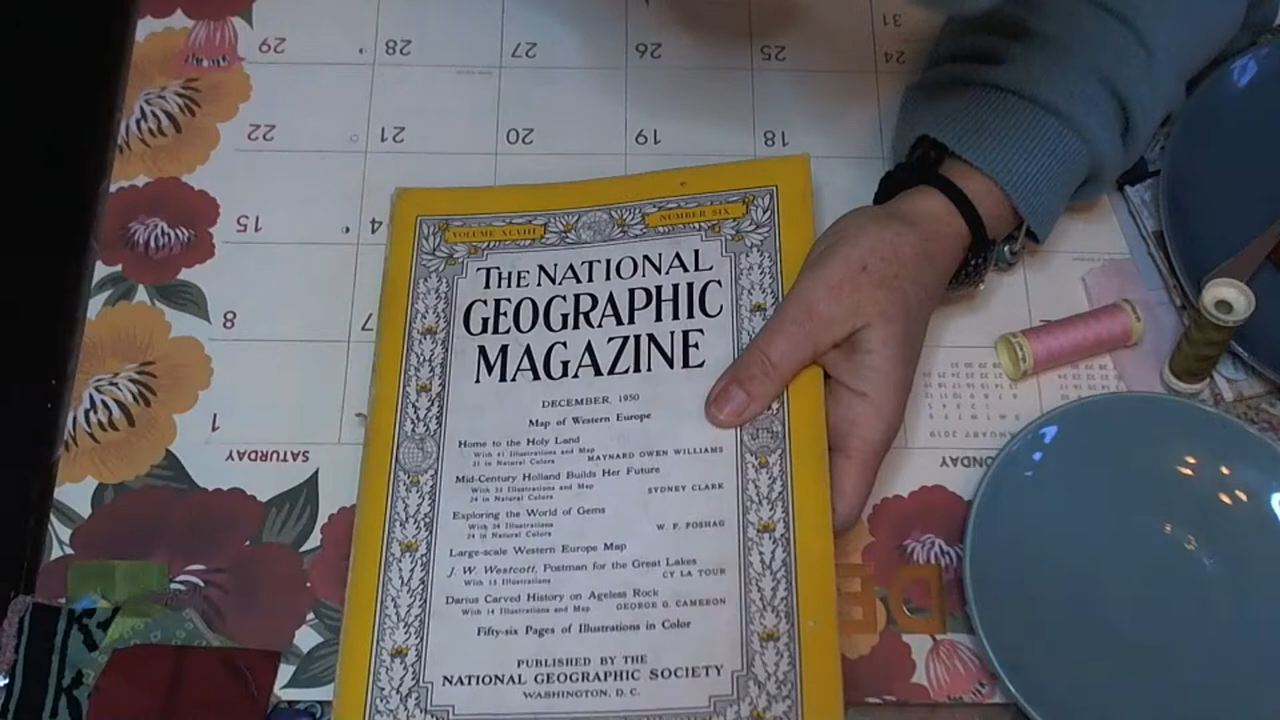 VOLUME XCVIII
NUMBER SIX
THE NATIONAL
GEOGRAPHIC
MAGAZINE
DECEMBER, 1950
Map of Western Europe
Home to the Holy Land
With 41 Illustrations and Map
21 in Natural Colors
MAYNARD OWEN WILLIAMS
Mid-Century Holland Builds Her Future
With 35 Illustrations and Map
24 in Natural Colors
SYDNEY CLARK
Exploring the World of Gems
With 24 Illustrations
24 in Natural Colors
W. F. FOSHAG
Large-scale Western Europe Map
J. W. Westcott, Postman for the Great Lakes
With 15 Illustrations
CY LA TOUR
Darius Carved History on Ageless Rock
With 14 Illustrations and Map
GEORGE G. CAMERON
Fifty-six Pages of Illustrations in Color
PUBLISHED BY THE
NATIONAL GEOGRAPHIC SOCIETY
WASHINGTON, D. C.
SATURDAY
1
7 8
15
18 19 20 21 22
24 25 26 27 28 29
31
2019
DE